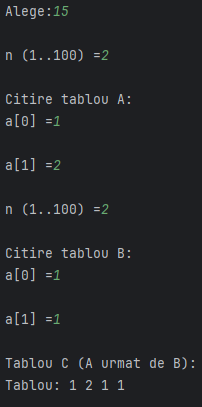 Alege:15
n (1..100) =2
Citire tablou A:
a[0] =1
a[1] =2
n (1..100) =2
Citire tablou B:
a[0] =1
a[1] =1
Tablou C (A urmat de B):
Tablou: 1 2 1 1